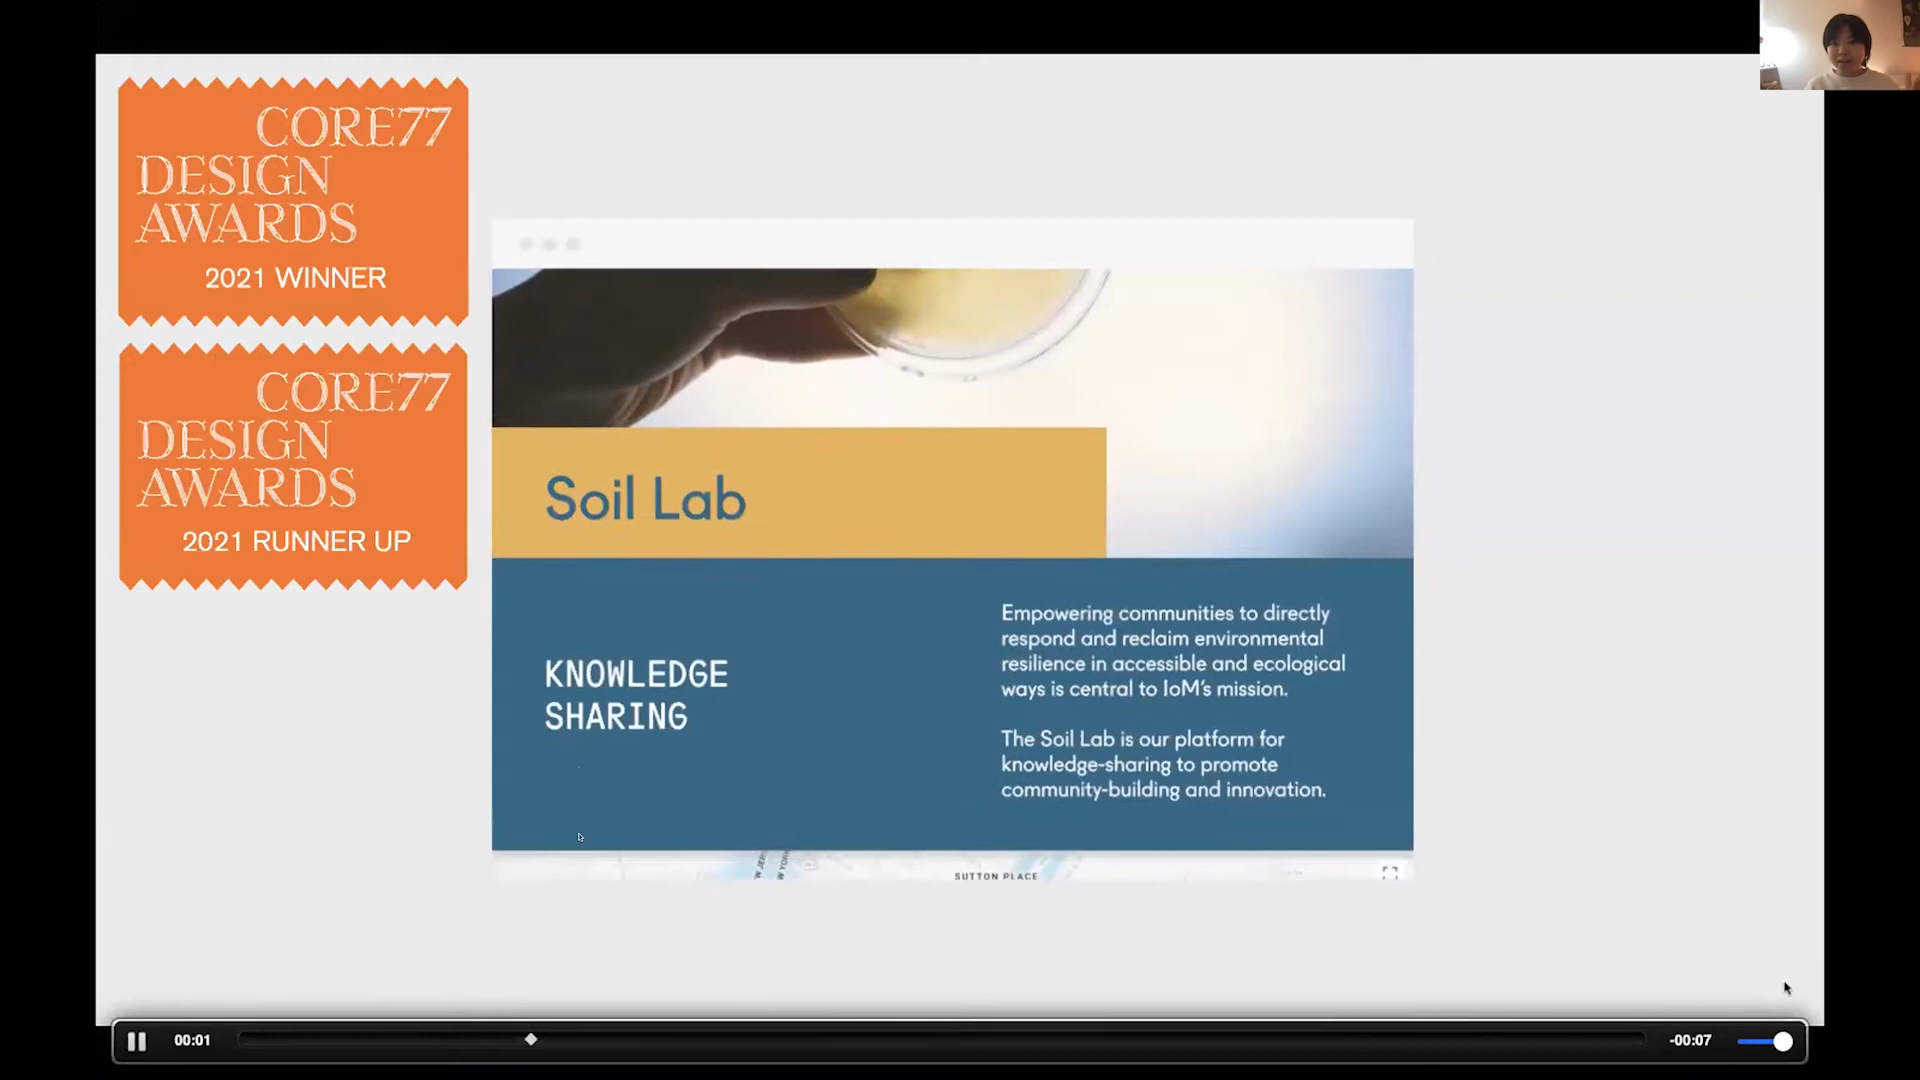 CORE77
DESIGN
AWARDS
2021 WINNER
CORE77
DESIGN
AWARDS
2021 RUNNER UP
Soil Lab
KNOWLEDGE
SHARING
Empowering communities to directly
respond and reclaim environmental
resilience in accessible and ecological
ways is central to IoM's mission.
The Soil Lab is our platform for
knowledge-sharing to promote
community-building and innovation.
SUTTON PLACE
00:01
-00:07